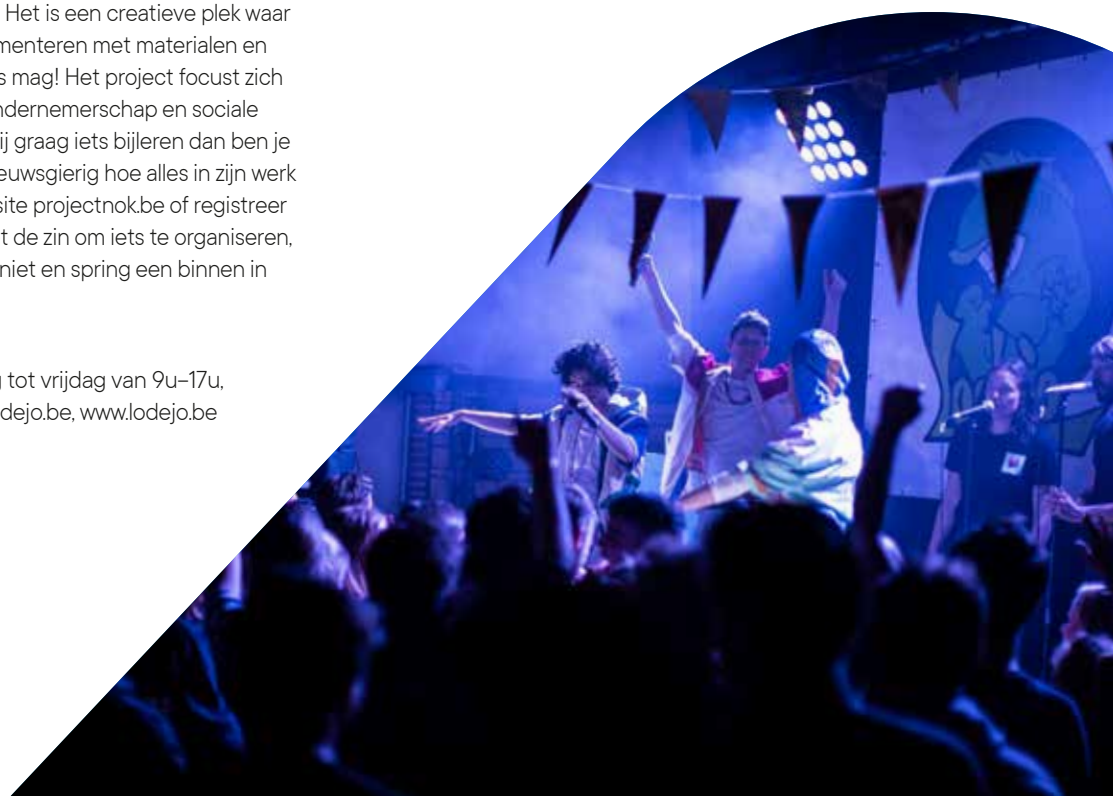 Het is een creatieve plek waar
menteren met materialen en
s mag! Het project focust zich
ndernemerschap en sociale
ij graag iets bijleren dan ben je
euwsgierig hoe alles in zijn werk
site projectnok.be of registreer
t de zin om iets te organiseren,
niet en spring een binnen in
g tot vrijdag van 9u–17u,
dejo.be, www.lodejo.be